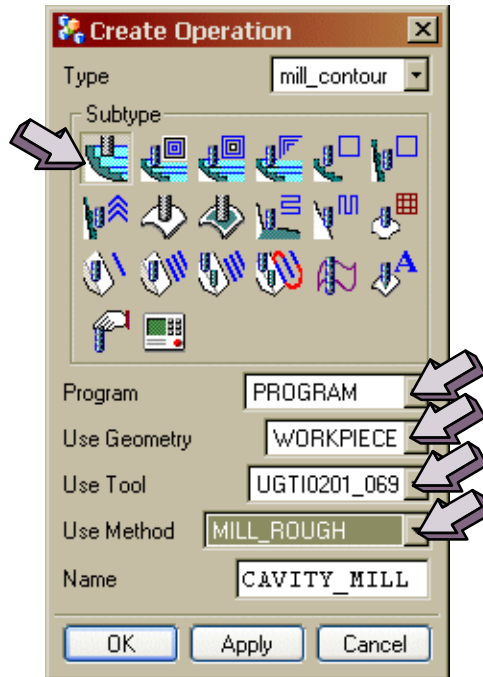 Create Operation
Type mill_contour
Subtype
A
Program PROGRAM
Use Geometry WORKPIECE
Use Tool UGTI0201_069
Use Method MILL_ROUGH
Name CAVITY_MILL
OK Apply Cancel